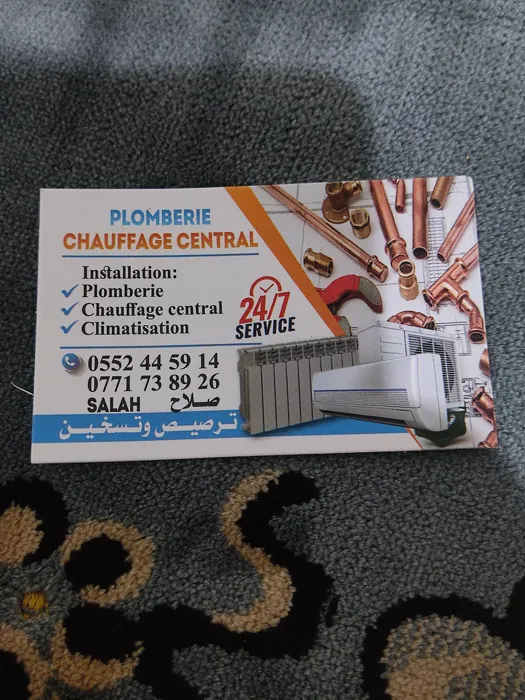 PLOMBERIE
CHAUFFAGE CENTRAL
Installation:
Plomberie
Chauffage central
Climatisation
24/7
SERVICE
0552 44 59 14
0771 73 89 26
SALAH صلاح
ترصيص وتسخين